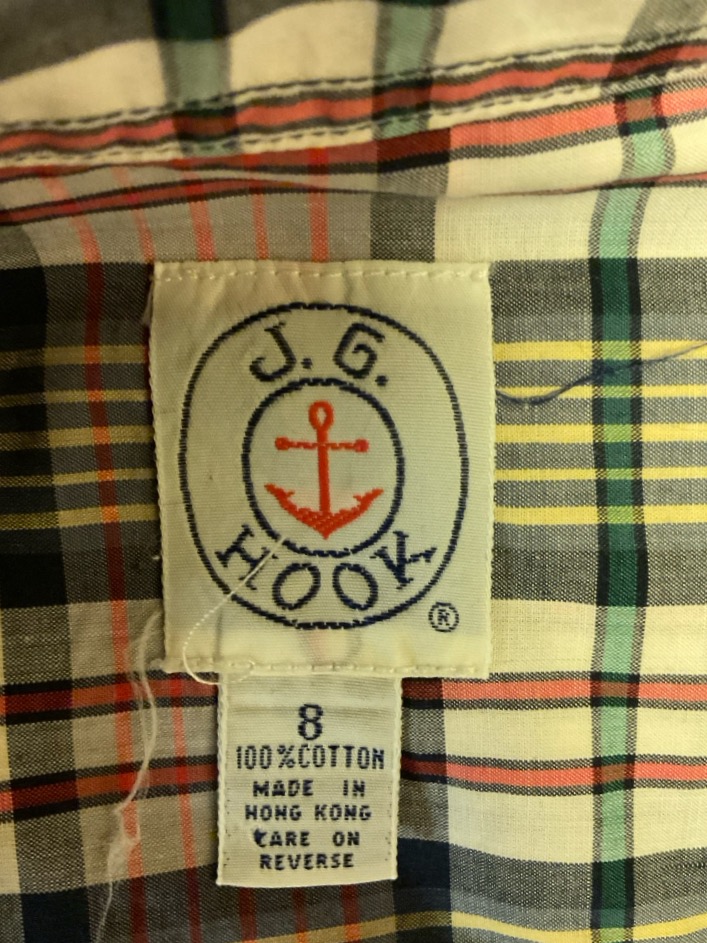 J. G.
HOOK
®
8
100%COTTON
MADE IN
HONG KONG
CARE ON
REVERSE